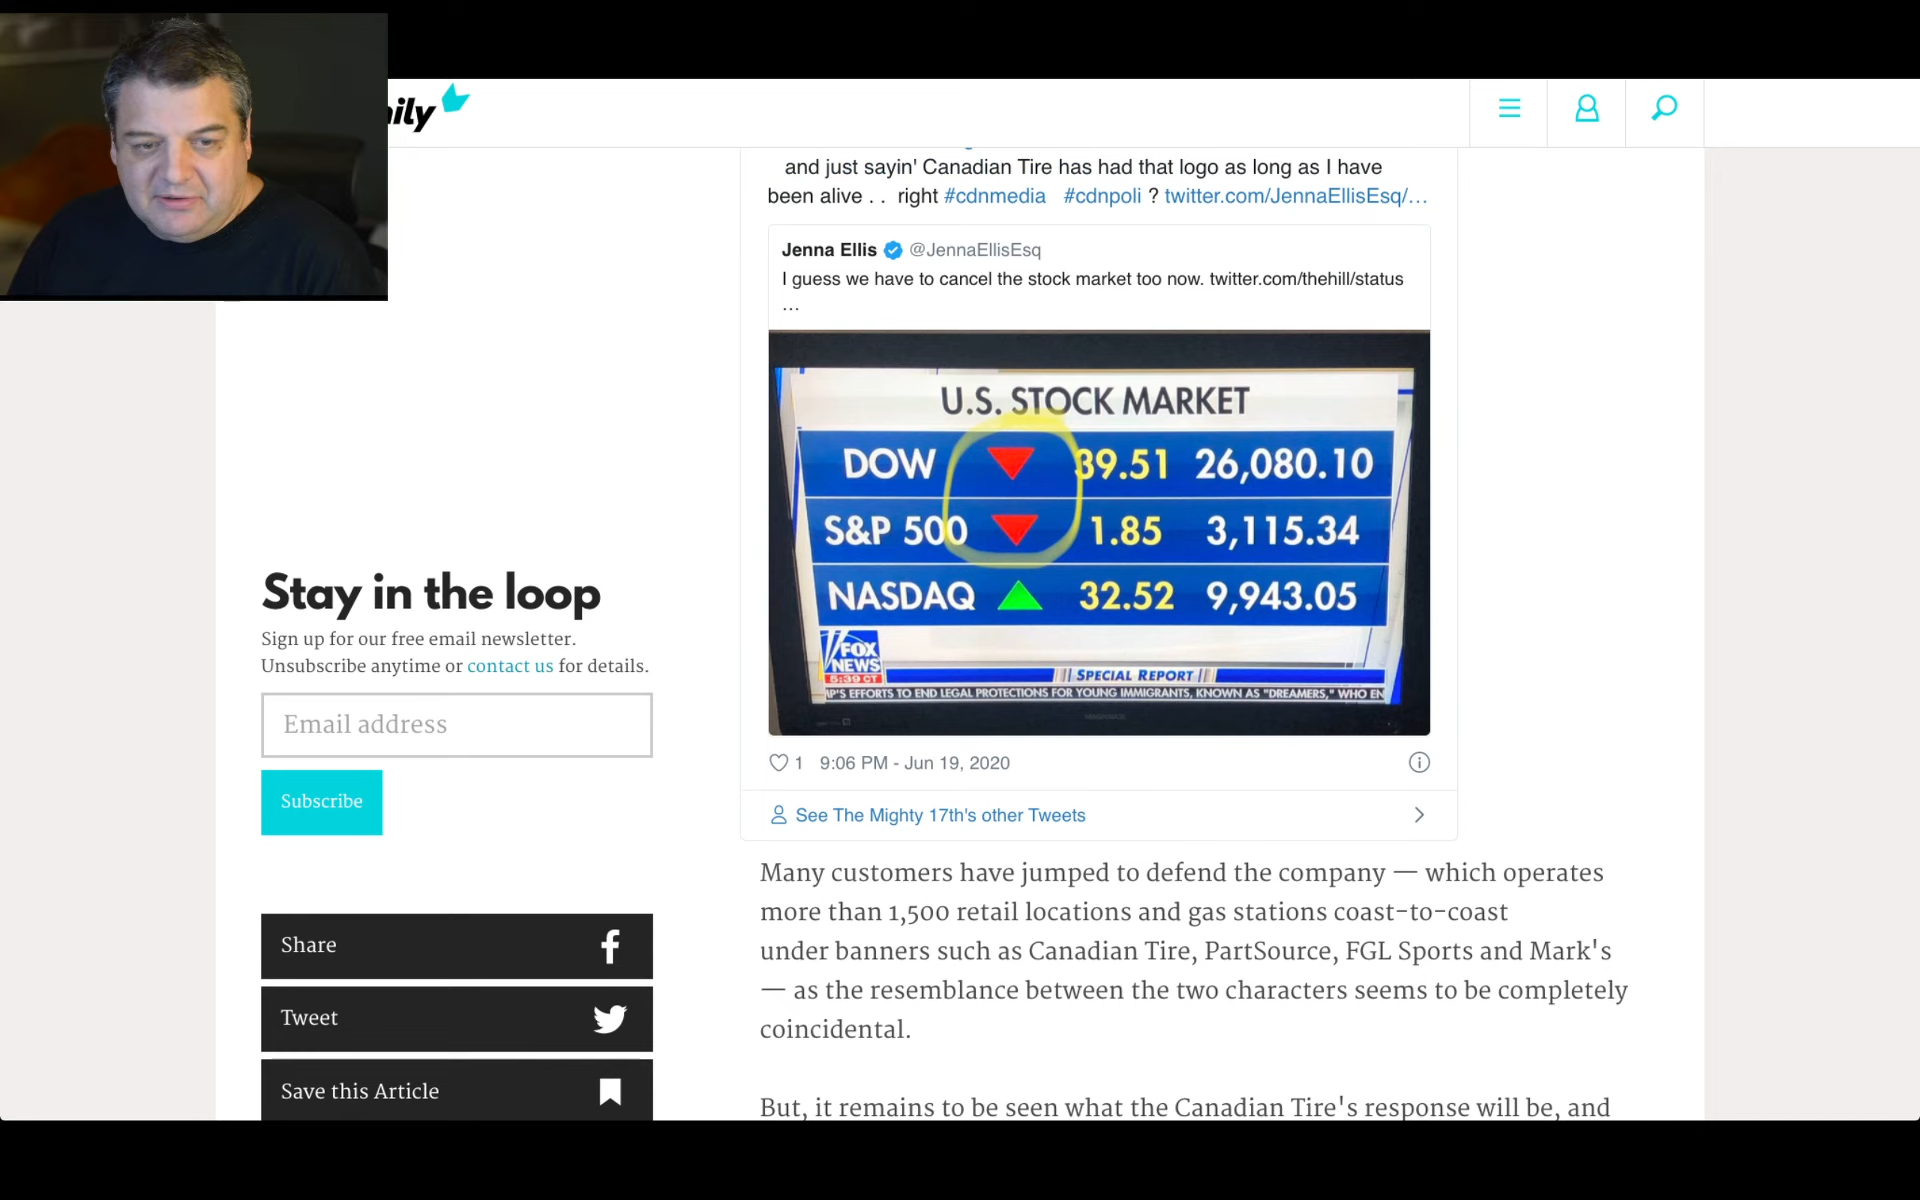 ily
and just sayin' Canadian Tire has had that logo as long as I have
been alive . . right #cdnmedia #cdnpoli ? twitter.com/JennaEllisEsq/…
Jenna Ellis @JennaEllisEsq
I guess we have to cancel the stock market too now. twitter.com/thehill/status
…
U.S. STOCK MARKET
DOW 39.51 26,080.10
S&P 500 1.85 3,115.34
NASDAQ 32.52 9,943.05
FOX
NEWS
5:39 CT
SPECIAL REPORT
IP'S EFFORTS TO END LEGAL PROTECTIONS FOR YOUNG IMMIGRANTS, KNOWN AS "DREAMERS," WHO EN
1 9:06 PM - Jun 19, 2020
See The Mighty 17th's other Tweets
Stay in the loop
Sign up for our free email newsletter.
Unsubscribe anytime or contact us for details.
Email address
Subscribe
Share
Tweet
Save this Article
Many customers have jumped to defend the company — which operates
more than 1,500 retail locations and gas stations coast-to-coast
under banners such as Canadian Tire, PartSource, FGL Sports and Mark's
— as the resemblance between the two characters seems to be completely
coincidental.
But, it remains to be seen what the Canadian Tire's response will be, and